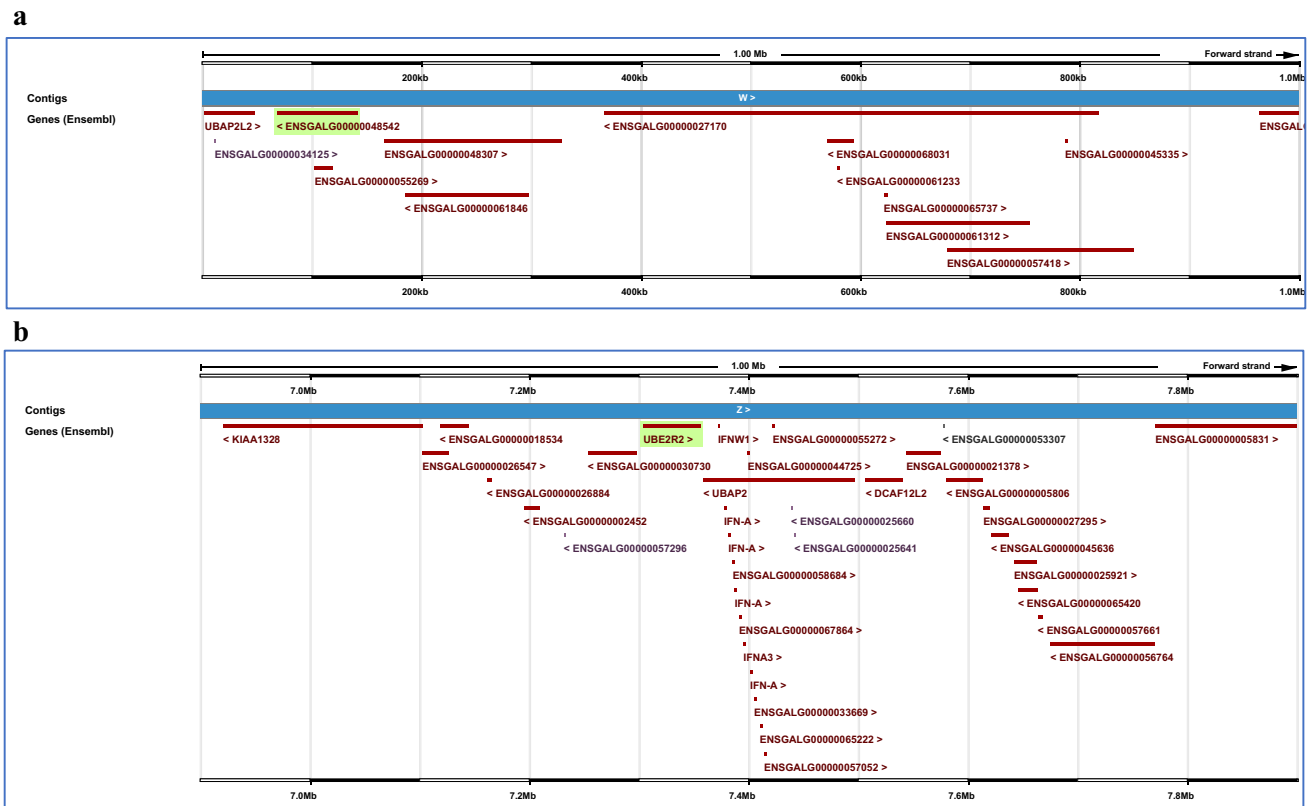 a
1.00 Mb Forward strand
200kb 400kb 600kb 800kb 1.0Mb
Contigs W >
Genes (Ensembl)
UBAP2L2 > < ENSGALG00000048542 < ENSGALG00000027170 ENSGALG
ENSGALG00000034125 > ENSGALG00000048307 > < ENSGALG00000068031 ENSGALG00000045335 >
ENSGALG00000055269 > < ENSGALG00000061233
< ENSGALG00000061846 ENSGALG00000065737 >
ENSGALG00000061312 >
ENSGALG00000057418 >
200kb 400kb 600kb 800kb 1.0Mb
b
1.00 Mb Forward strand
7.0Mb 7.2Mb 7.4Mb 7.6Mb 7.8Mb
Contigs Z >
Genes (Ensembl)
< KIAA1328 < ENSGALG00000018534 UBE2R2 > IFNW1 > ENSGALG00000055272 > < ENSGALG00000053307 ENSGALG00000005831 >
ENSGALG00000026547 > < ENSGALG00000030730 ENSGALG00000044725 > ENSGALG00000021378 >
< ENSGALG00000026884 < UBAP2 < DCAF12L2 < ENSGALG00000005806
< ENSGALG00000002452 IFN-A > < ENSGALG00000025660 ENSGALG00000027295 >
< ENSGALG00000057296 IFN-A > < ENSGALG00000025641 < ENSGALG00000045636
ENSGALG00000058684 > ENSGALG00000025921 >
IFN-A > < ENSGALG00000065420
ENSGALG00000067864 > < ENSGALG00000057661
IFNA3 > < ENSGALG00000056764
IFN-A >
ENSGALG00000033669 >
ENSGALG00000065222 >
ENSGALG00000057052 >
7.0Mb 7.2Mb 7.4Mb 7.6Mb 7.8Mb